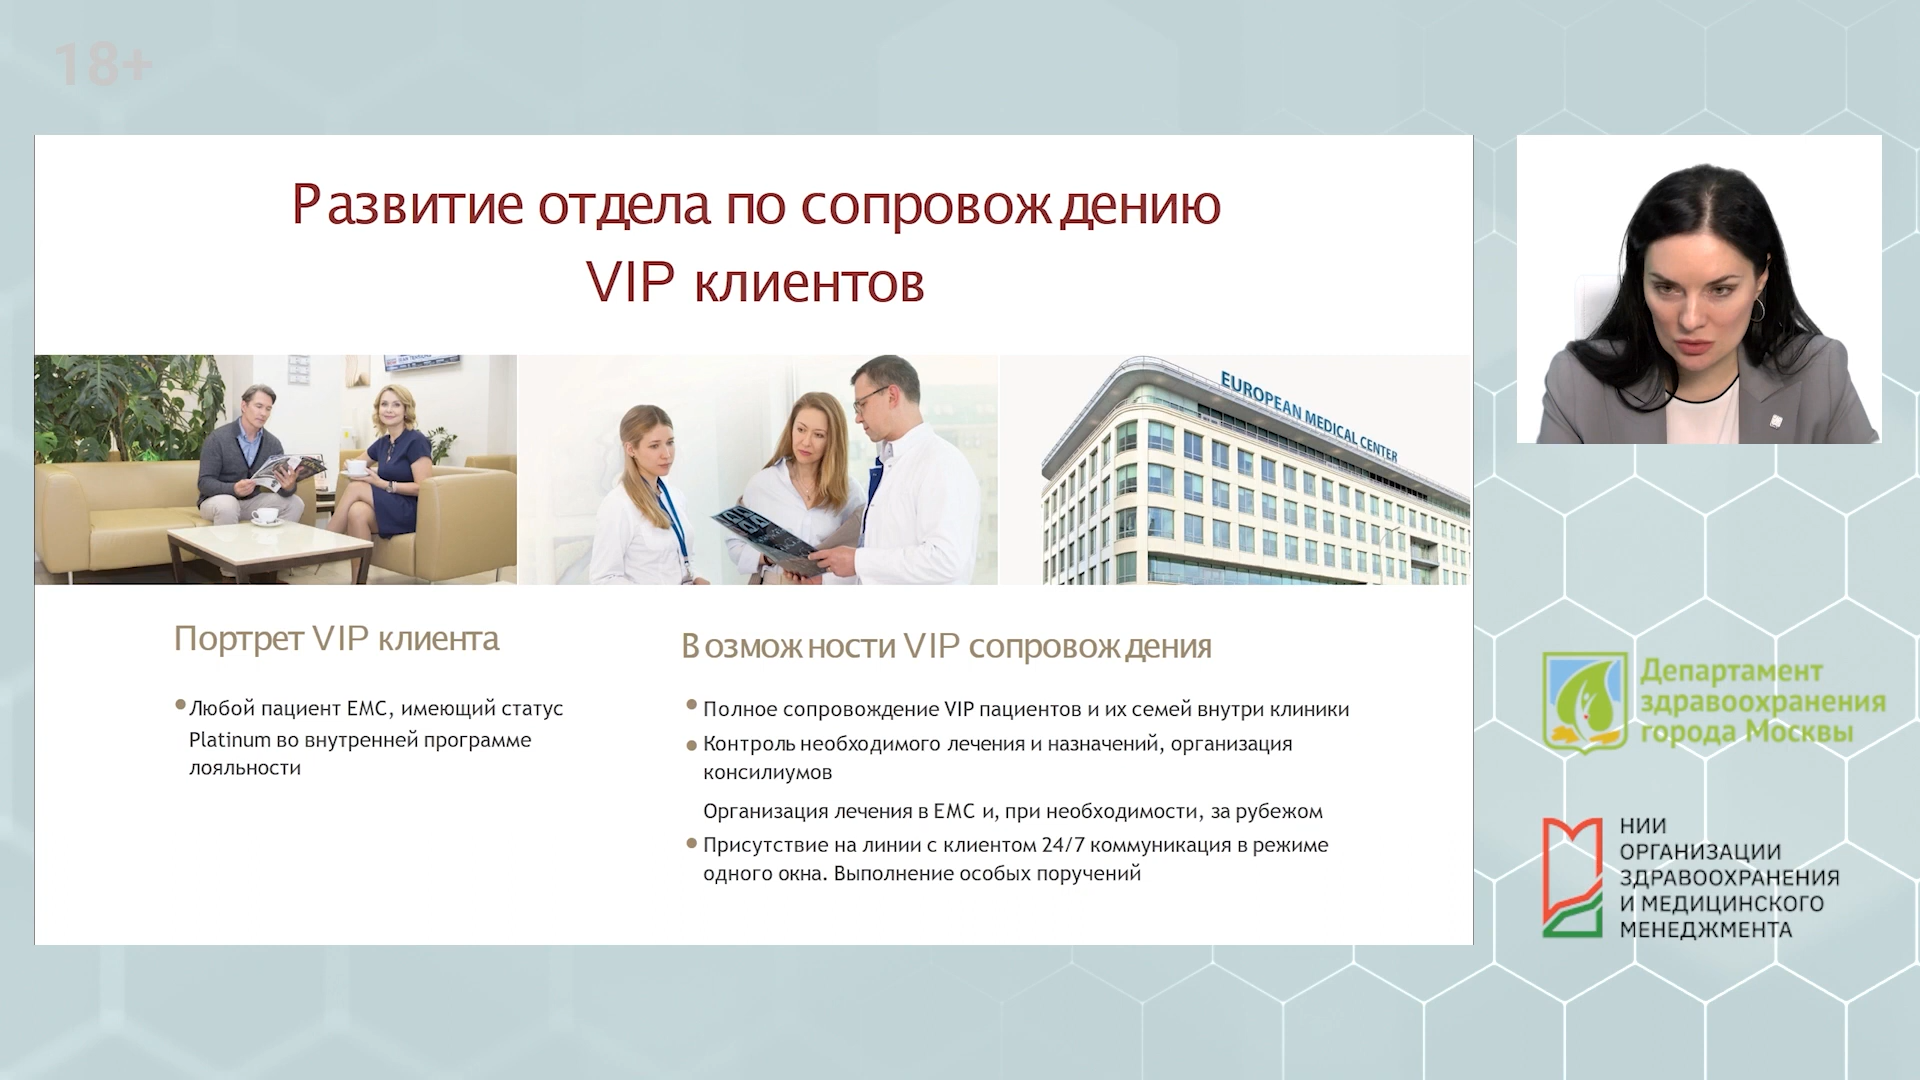 18+
Развитие отдела по сопровождению
VIP клиентов
EUROPEAN MEDICAL CENTER
Портрет VIP клиента
Любой пациент ЕМС, имеющий статус
Platinum во внутренней программе
лояльности
Возможности VIP сопровождения
Полное сопровождение VIP пациентов и их семей внутри клиники
Контроль необходимого лечения и назначений, организация
консилиумов
Организация лечения в ЕМС и, при необходимости, за рубежом
Присутствие на линии с клиентом 24/7 коммуникация в режиме
одного окна. Выполнение особых поручений
Департамент
здравоохранения
города Москвы
НИИ
ОРГАНИЗАЦИИ
ЗДРАВООХРАНЕНИЯ
И МЕДИЦИНСКОГО
МЕНЕДЖМЕНТА